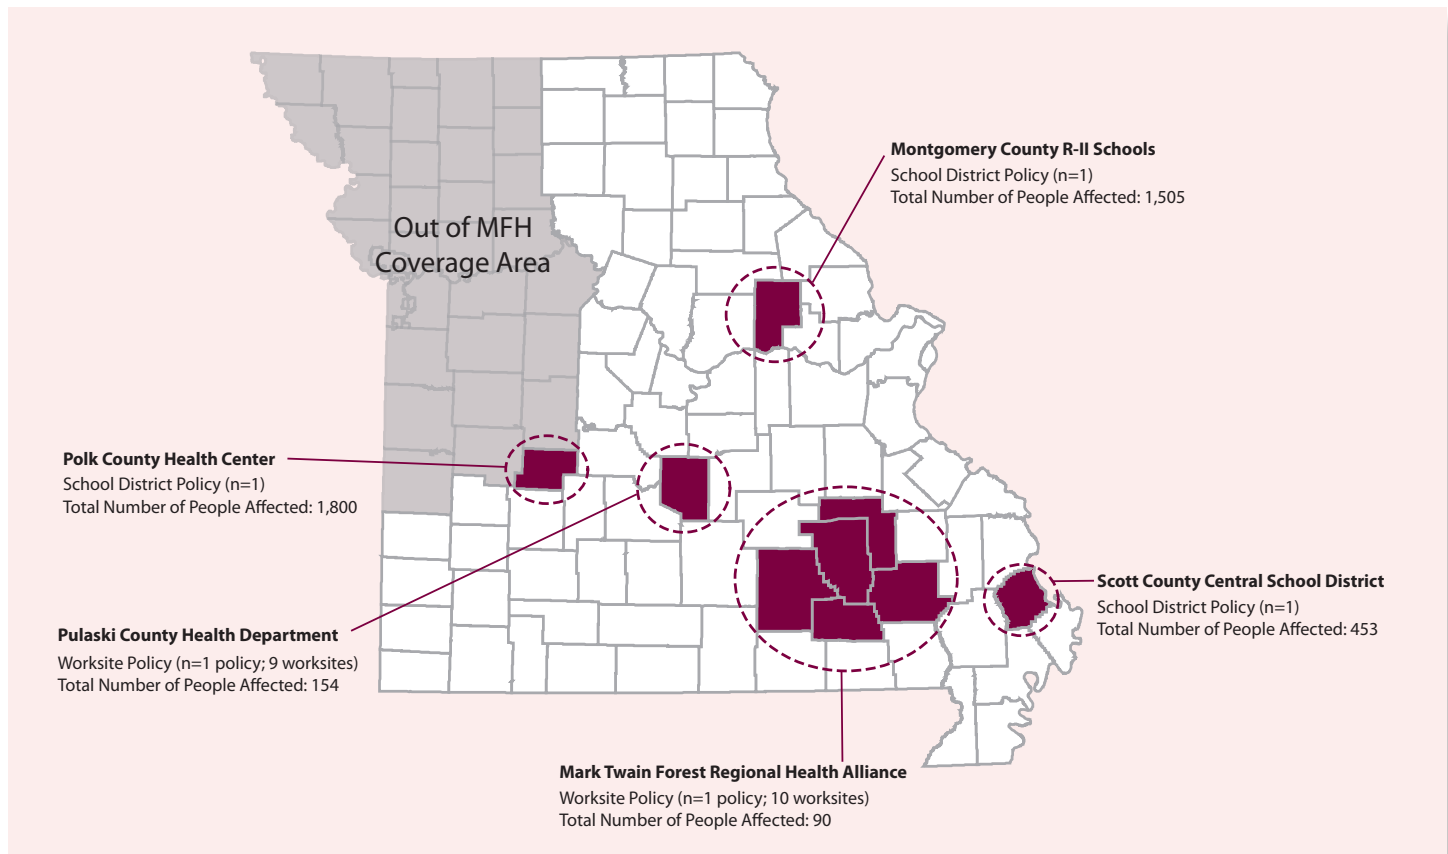 Montgomery County R-II Schools
School District Policy (n=1)
Total Number of People Affected: 1,505
Out of MFH
Coverage Area
Polk County Health Center
School District Policy (n=1)
Total Number of People Affected: 1,800
Scott County Central School District
School District Policy (n=1)
Total Number of People Affected: 453
Pulaski County Health Department
Worksite Policy (n=1 policy; 9 worksites)
Total Number of People Affected: 154
Mark Twain Forest Regional Health Alliance
Worksite Policy (n=1 policy; 10 worksites)
Total Number of People Affected: 90